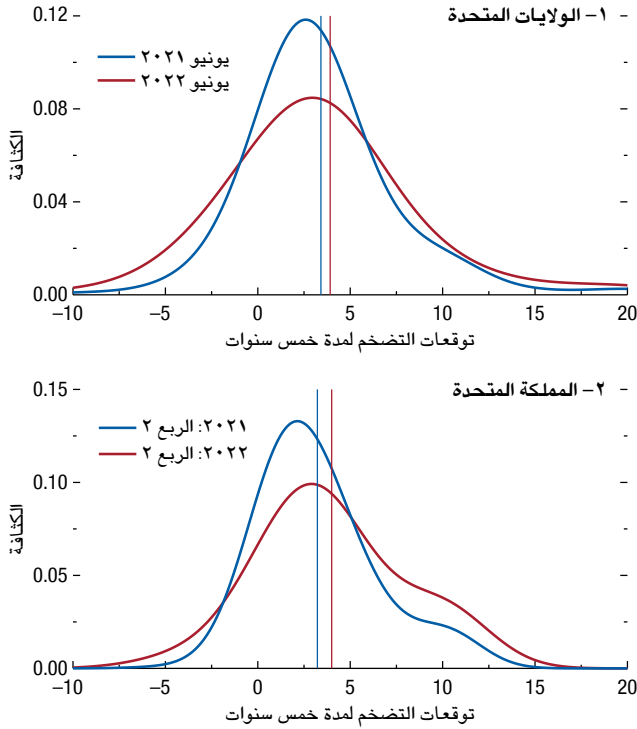 ١– الولايات المتحدة
يونيو ٢٠٢١
يونيو ٢٠٢٢
الكثافة
0.12
0.08
0.04
0.00
–10 –5 0 5 10 15 20
توقعات التضخم لمدة خمس سنوات
٢– المملكة المتحدة
٢٠٢١: الربع ٢
٢٠٢٢: الربع ٢
الكثافة
0.15
0.10
0.05
0.00
–10 –5 0 5 10 15 20
توقعات التضخم لمدة خمس سنوات